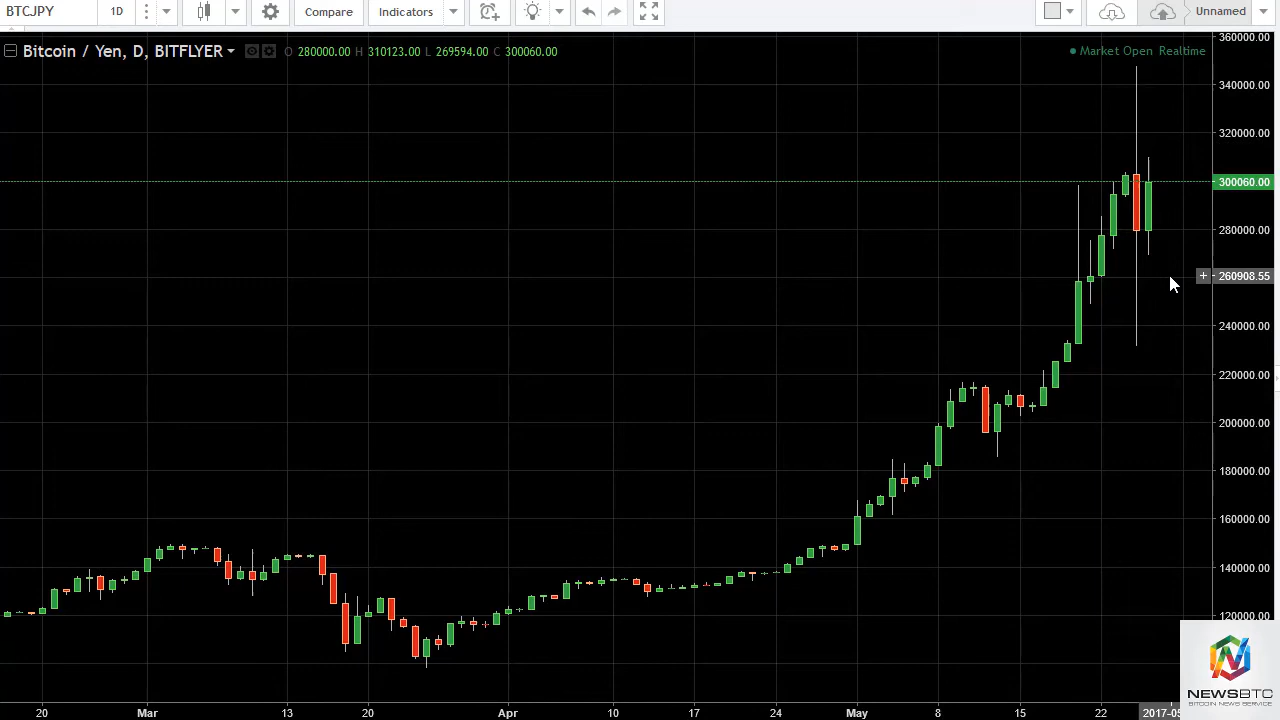 BTCJPY 1D Compare Indicators Unnamed
Bitcoin / Yen, D, BITFLYER O 280000.00 H 310123.00 L 269594.00 C 300060.00 Market Open Realtime
360000.00
340000.00
320000.00
300060.00
280000.00
260908.55
240000.00
220000.00
200000.00
180000.00
160000.00
140000.00
120000.00
NEWSBTC
BITCOIN NEWS SERVICE
20 Mar 13 20 Apr 10 17 24 May 8 15 22